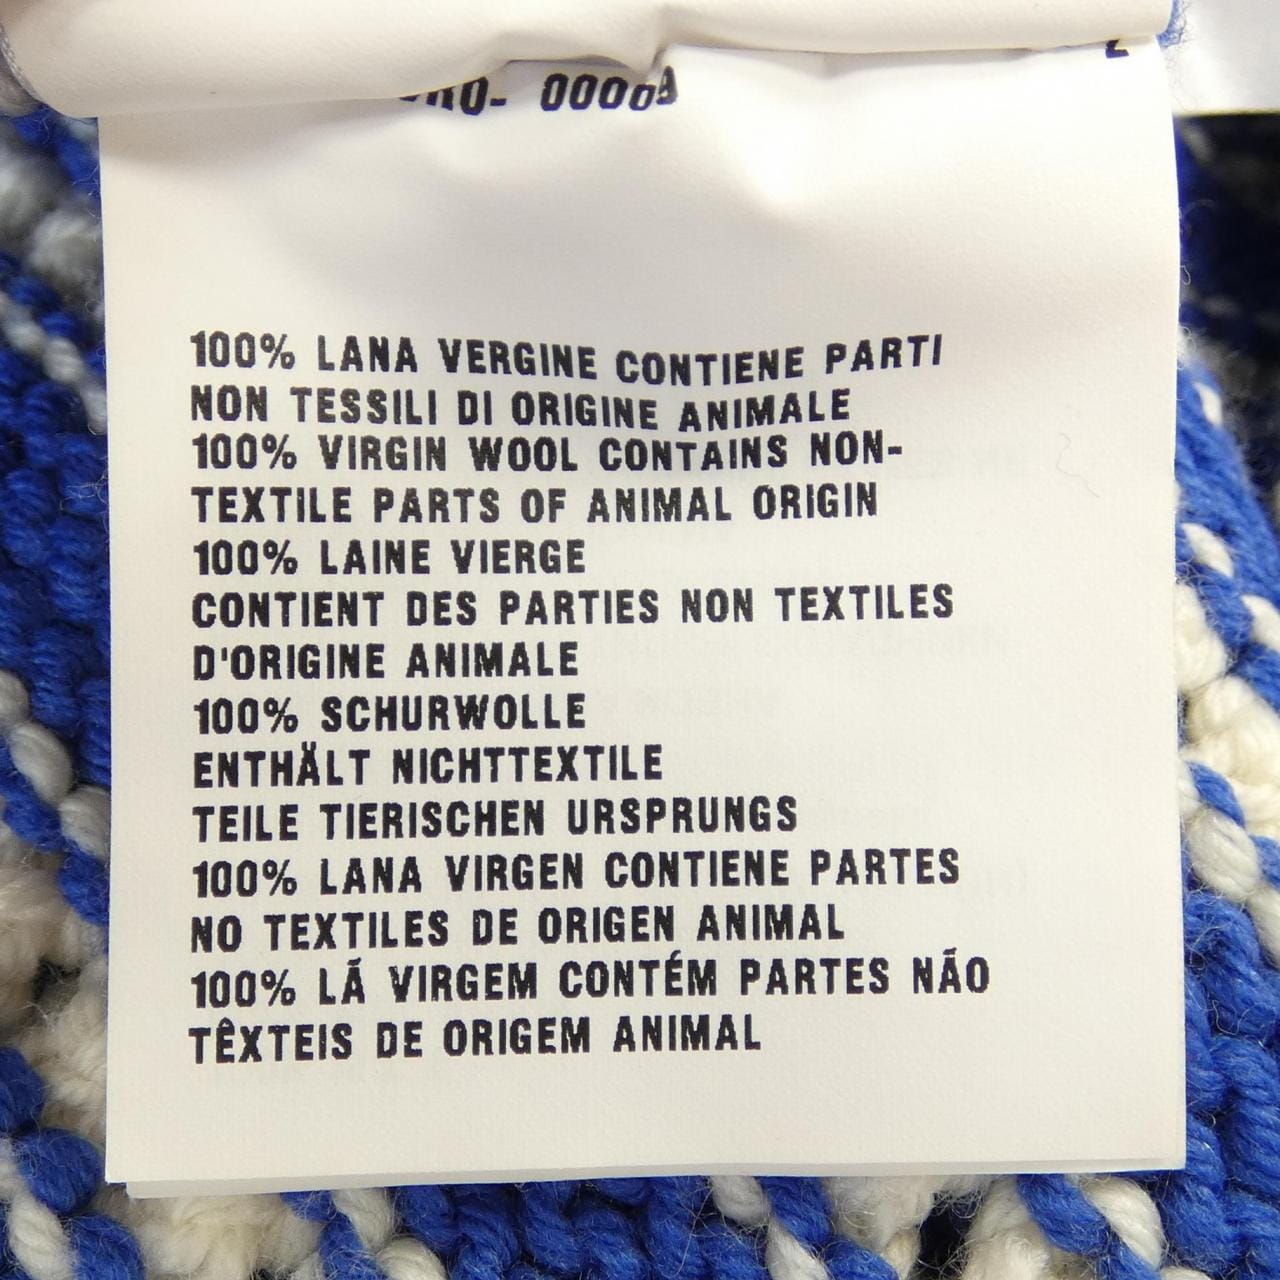 0000
100% LANA VERGINE CONTIENE PARTI
NON TESSILI DI ORIGINE ANIMALE
100% VIRGIN WOOL CONTAINS NON-
TEXTILE PARTS OF ANIMAL ORIGIN
100% LAINE VIERGE
CONTIENT DES PARTIES NON TEXTILES
D'ORIGINE ANIMALE
100% SCHURWOLLE
ENTHÄLT NICHTTEXTILE
TEILE TIERISCHEN URSPRUNGS
100% LANA VIRGEN CONTIENE PARTES
NO TEXTILES DE ORIGEN ANIMAL
100% LÃ VIRGEM CONTÉM PARTES NÃO
TÊXTEIS DE ORIGEM ANIMAL